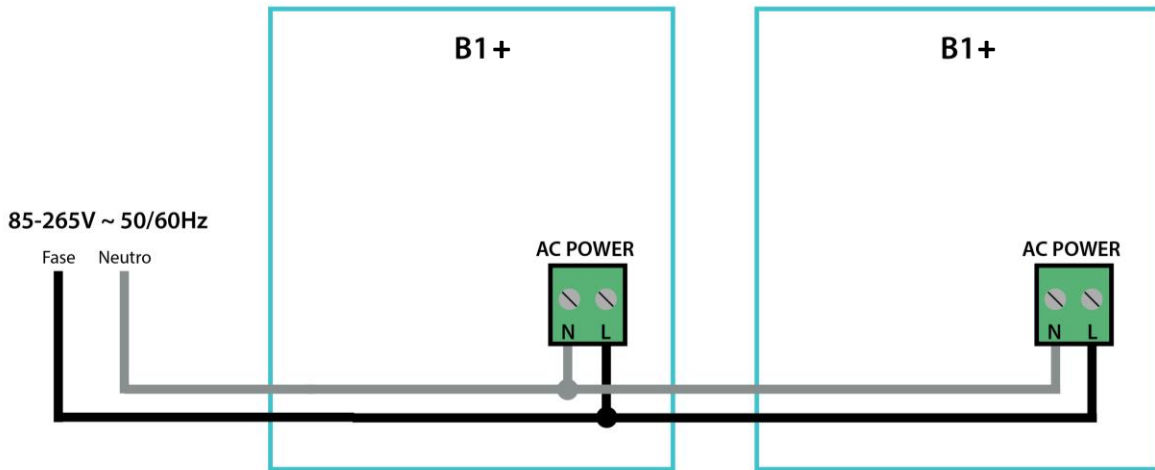 B1+
B1+
85-265V ~ 50/60Hz
Fase Neutro
AC POWER
AC POWER
N L
N L